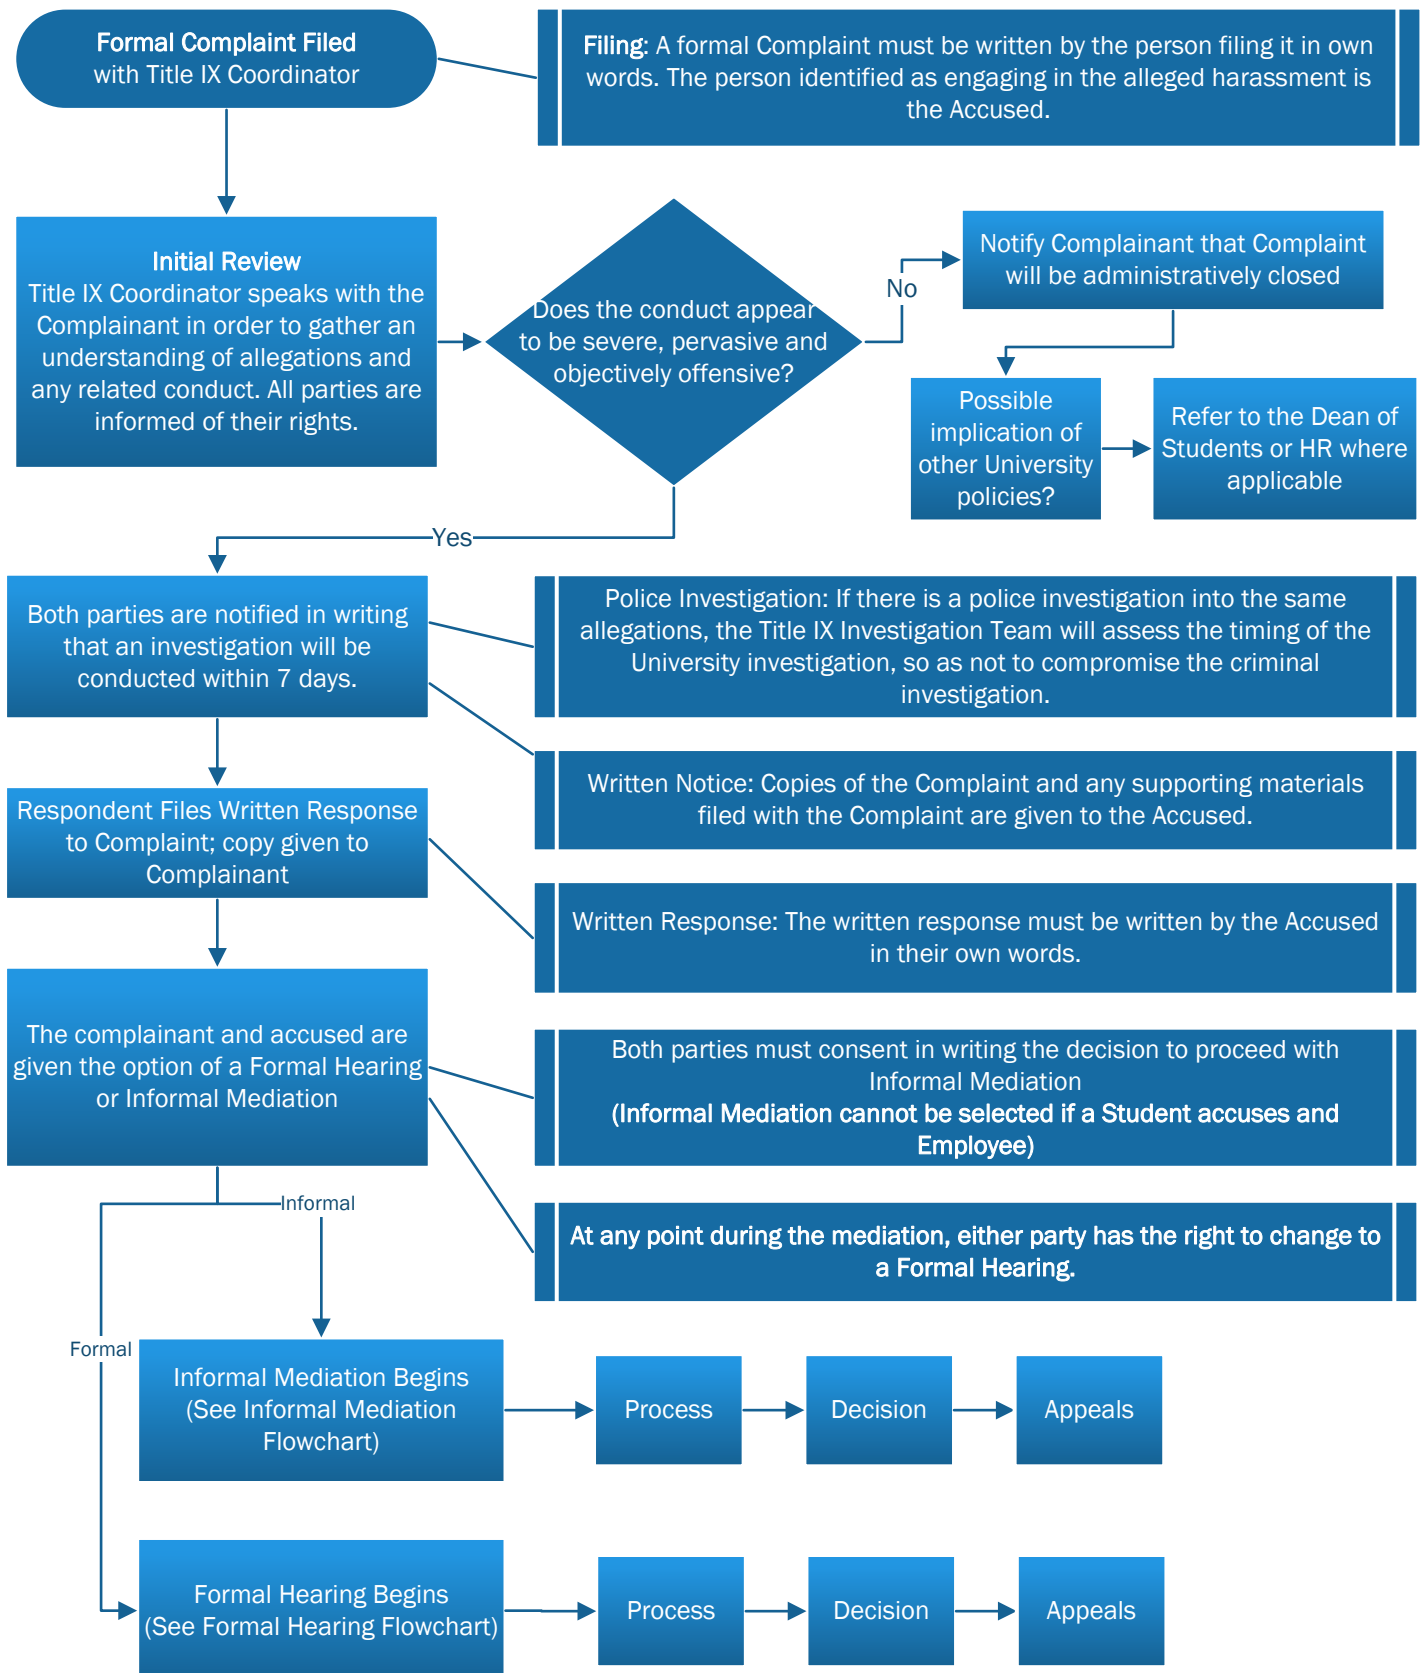 Formal Complaint Filed
with Title IX Coordinator
Filing: A formal Complaint must be written by the person filing it in own
words. The person identified as engaging in the alleged harassment is
the Accused.
Initial Review
Title IX Coordinator speaks with the
Complainant in order to gather an
understanding of allegations and
any related conduct. All parties are
informed of their rights.
Does the conduct appear
to be severe, pervasive and
objectively offensive?
No
Notify Complainant that Complaint
will be administratively closed
Possible
implication of
other University
policies?
Refer to the Dean of
Students or HR where
applicable
Yes
Both parties are notified in writing
that an investigation will be
conducted within 7 days.
Police Investigation: If there is a police investigation into the same
allegations, the Title IX Investigation Team will assess the timing of the
University investigation, so as not to compromise the criminal
investigation.
Written Notice: Copies of the Complaint and any supporting materials
filed with the Complaint are given to the Accused.
Respondent Files Written Response
to Complaint; copy given to
Complainant
Written Response: The written response must be written by the Accused
in their own words.
The complainant and accused are
given the option of a Formal Hearing
or Informal Mediation
Both parties must consent in writing the decision to proceed with
Informal Mediation
(Informal Mediation cannot be selected if a Student accuses and
Employee)
At any point during the mediation, either party has the right to change to
a Formal Hearing.
Informal
Formal
Informal Mediation Begins
(See Informal Mediation
Flowchart)
Process
Decision
Appeals
Formal Hearing Begins
(See Formal Hearing Flowchart)
Process
Decision
Appeals